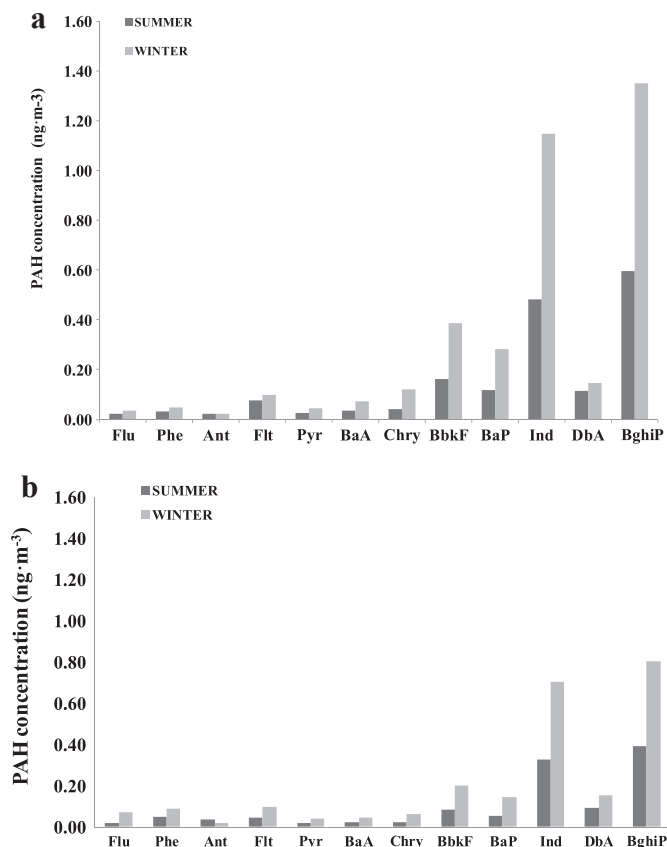 a
SUMMER
WINTER
PAH concentration (ng·m-3)
1.60
1.40
1.20
1.00
0.80
0.60
0.40
0.20
0.00
Flu Phe Ant Flt Pyr BaA Chry BbkF BaP Ind DbA BghiP
b
SUMMER
WINTER
PAH concentration (ng·m⁻³)
1.60
1.40
1.20
1.00
0.80
0.60
0.40
0.20
0.00
Flu Phe Ant Flt Pyr BaA Chry BbkF BaP Ind DbA BghiP